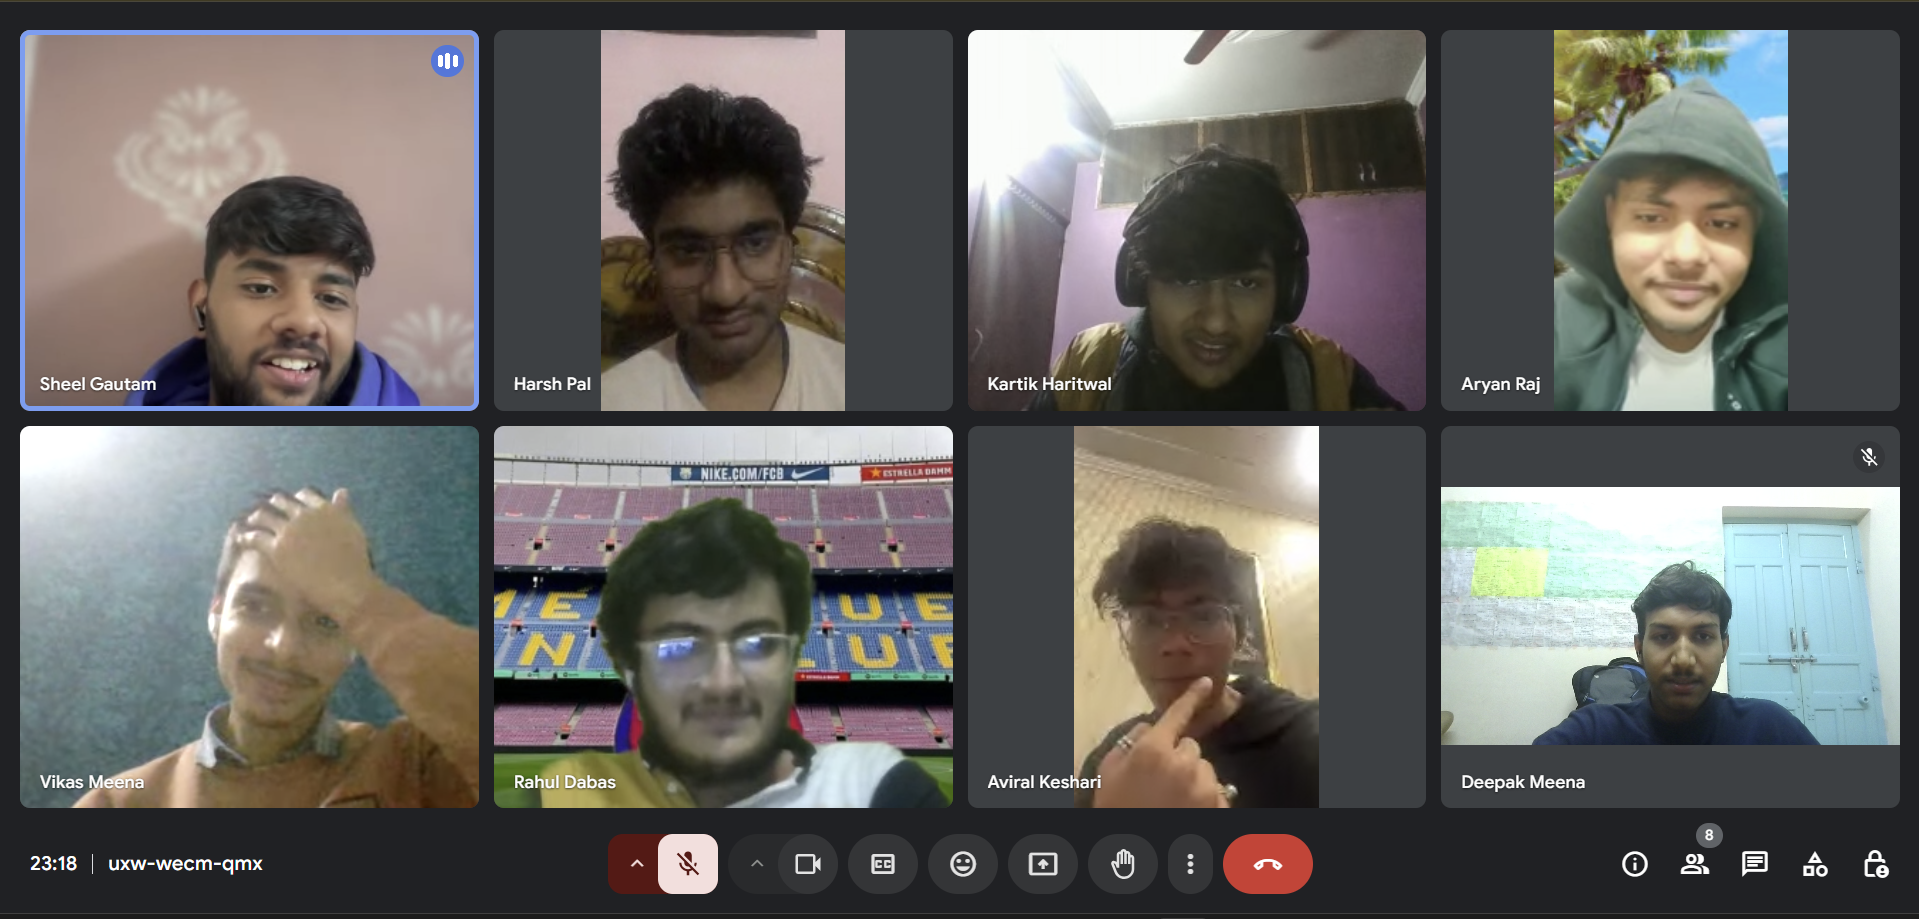 Sheel Gautam
Harsh Pal
Kartik Haritwal
Aryan Raj
NIKE.COM/FCB
ESTRELLA DAMM
Vikas Meena
Rahul Dabas
Aviral Keshari
Deepak Meena
23:18 | uxw-wecm-qmx
CC
8